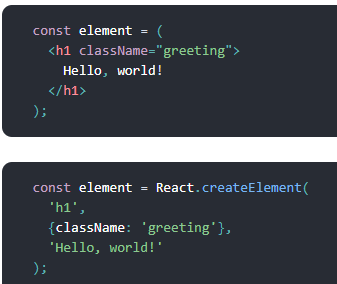 const element = (
  <h1 className="greeting">
    Hello, world!
  </h1>
);
const element = React.createElement(
  'h1',
  {className: 'greeting'},
  'Hello, world!'
);